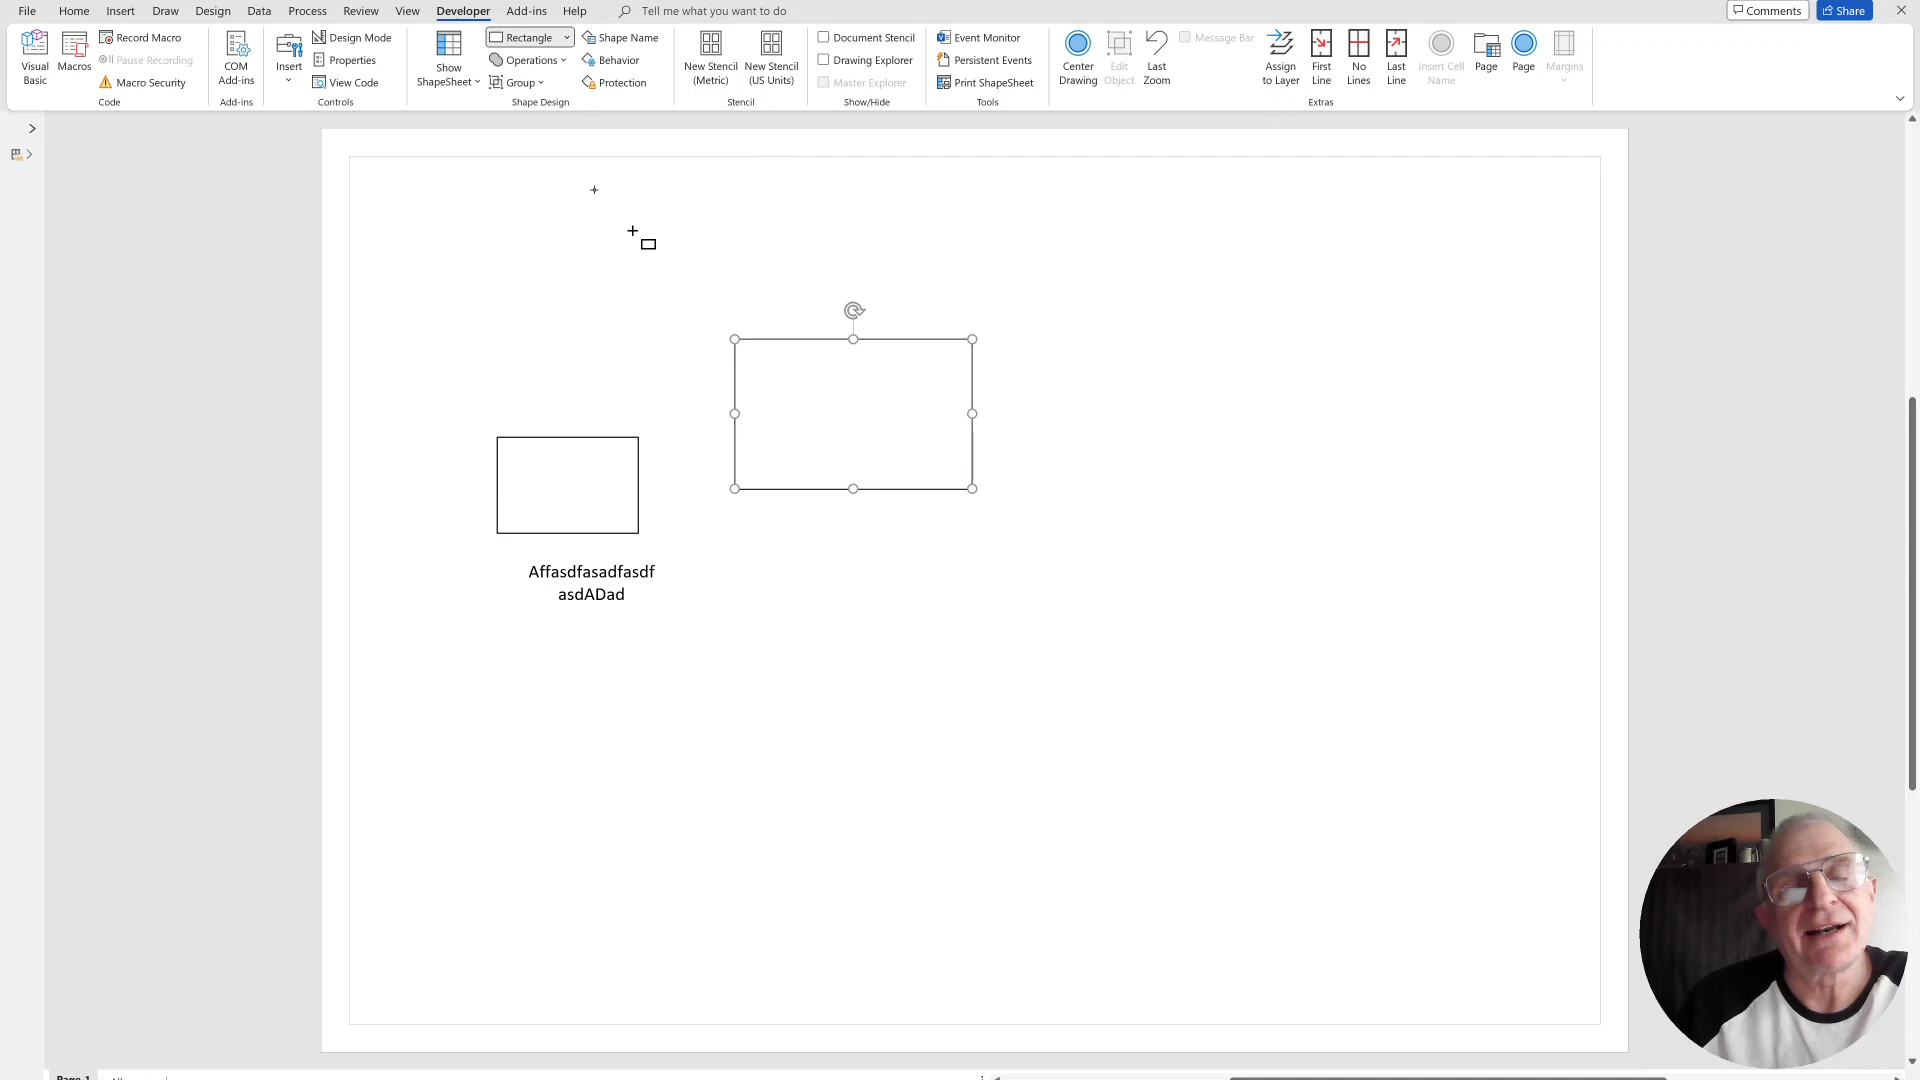 File Home Insert Draw Design Data Process Review View Developer Add-ins Help Tell me what you want to do Comments Share
Visual Basic
Macros
Record Macro
Pause Recording
Macro Security
Code
COM Add-ins
Add-ins
Insert
Design Mode
Properties
View Code
Controls
Show ShapeSheet
Rectangle
Operations
Group
Shape Name
Behavior
Protection
Shape Design
New Stencil (Metric)
New Stencil (US Units)
Stencil
Document Stencil
Drawing Explorer
Master Explorer
Show/Hide
Event Monitor
Persistent Events
Print ShapeSheet
Tools
Center Drawing
Edit Object
Last Zoom
Message Bar
Assign to Layer
First Line
No Lines
Last Line
Insert Cell Name
Page
Page
Margins
Extras
Affasdfasadfasdf
asdADad
Page-1